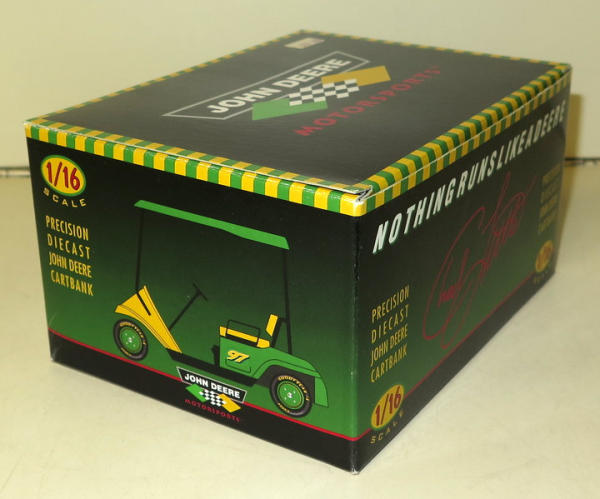 JOHN DEERE
MOTORSPORTS
1/16
SCALE
PRECISION
DIECAST
JOHN DEERE
CARTBANK
97
JOHN DEERE
MOTORSPORTS
NOTHING RUNS LIKE A DEERE
PRECISION
DIECAST
JOHN DEERE
CARTBANK
1/16
SCALE